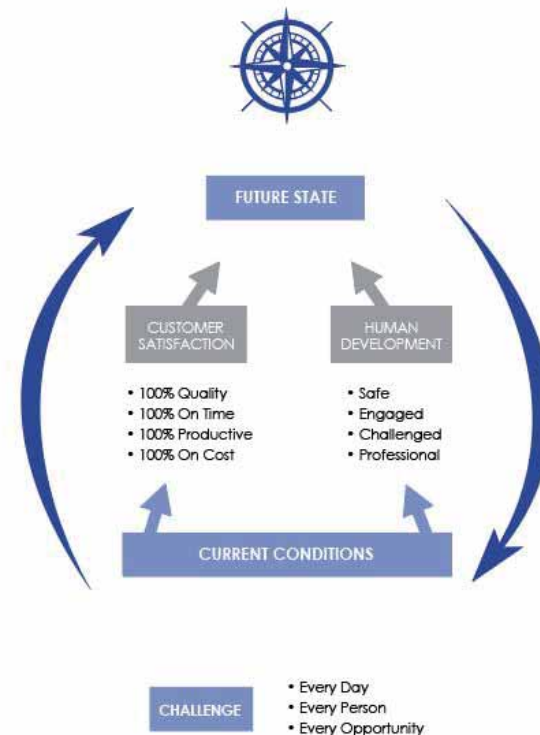 FUTURE STATE
CUSTOMER
SATISFACTION
• 100% Quality
• 100% On Time
• 100% Productive
• 100% On Cost
HUMAN
DEVELOPMENT
• Safe
• Engaged
• Challenged
• Professional
CURRENT CONDITIONS
CHALLENGE
• Every Day
• Every Person
• Every Opportunity